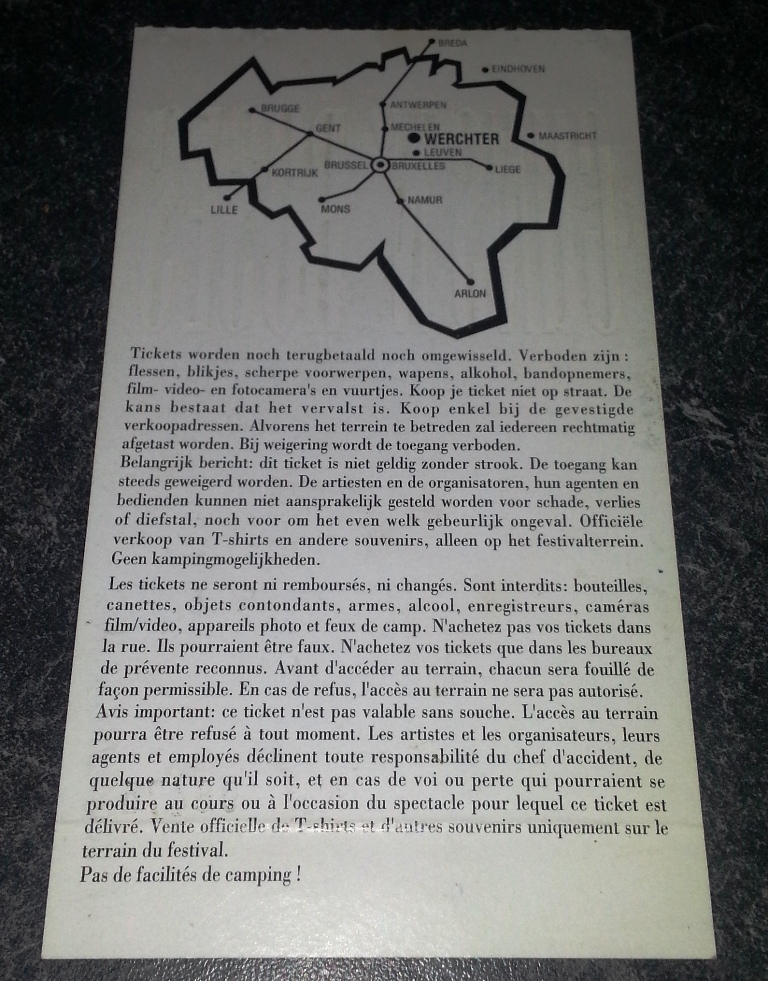 BREDA
EINDHOVEN
BRUGGE
ANTWERPEN
GENT
MECHELEN
WERCHTER
MAASTRICHT
LEUVEN
BRUSSEL BRUXELLES
LIEGE
KORTRIJK
LILLE
MONS
NAMUR
ARLON
Tickets worden noch terugbetaald noch omgewisseld. Verboden zijn :
flessen, blikjes, scherpe voorwerpen, wapens, alkohol, bandopnemers,
film- video- en fotocamera's en vuurtjes. Koop je ticket niet op straat. De
kans bestaat dat het vervalst is. Koop enkel bij de gevestigde
verkoopadressen. Alvorens het terrein te betreden zal iedereen rechtmatig
afgetast worden. Bij weigering wordt de toegang verboden.
Belangrijk bericht: dit ticket is niet geldig zonder strook. De toegang kan
steeds geweigerd worden. De artiesten en de organisatoren, hun agenten en
bedienden kunnen niet aansprakelijk gesteld worden voor schade, verlies
of diefstal, noch voor om het even welk gebeurlijk ongeval. Officiële
verkoop van T-shirts en andere souvenirs, alleen op het festivalterrein.
Geen kampingmogelijkheden.
Les tickets ne seront ni remboursés, ni changés. Sont interdits: bouteilles,
canettes, objets contondants, armes, alcool, enregistreurs, caméras
film/video, appareils photo et feux de camp. N'achetez pas vos tickets dans
la rue. Ils pourraient être faux. N'achetez vos tickets que dans les bureaux
de prévente reconnus. Avant d'accéder au terrain, chacun sera fouillé de
façon permissible. En cas de refus, l'accès au terrain ne sera pas autorisé.
Avis important: ce ticket n'est pas valable sans souche. L'accès au terrain
pourra être refusé à tout moment. Les artistes et les organisateurs, leurs
agents et employés déclinent toute responsabilité du chef d'accident, de
quelque nature qu'il soit, et en cas de voi ou perte qui pourraient se
produire au cours ou à l'occasion du spectacle pour lequel ce ticket est
délivré. Vente officielle de T-shirts et d'autres souvenirs uniquement sur le
terrain du festival.
Pas de facilités de camping !